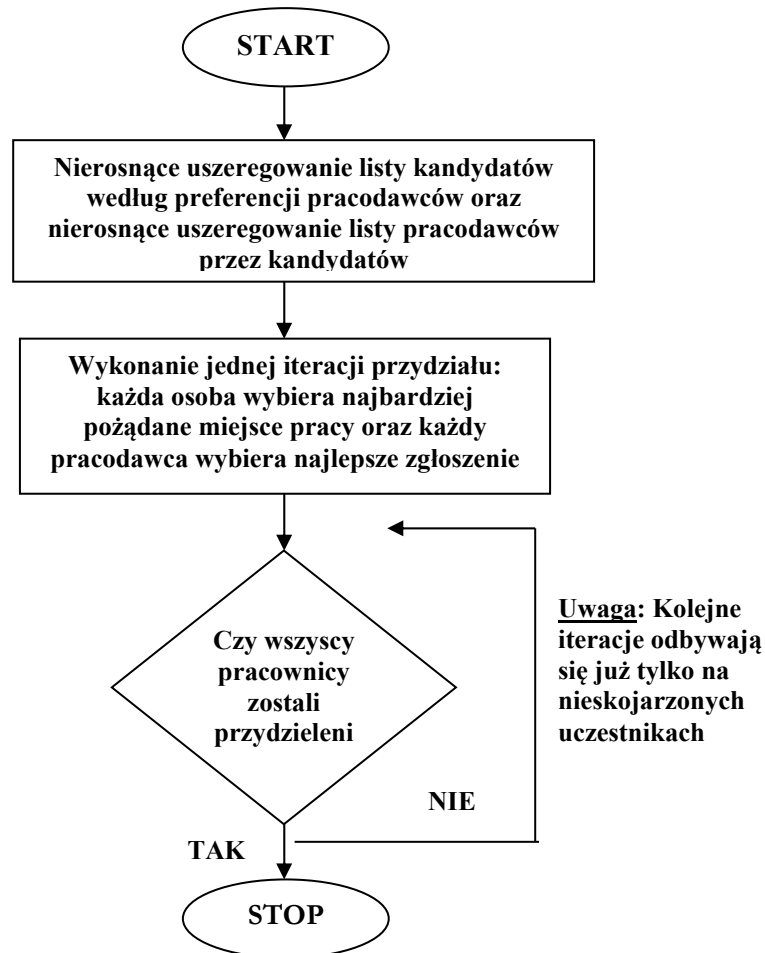 START
Nierosnące uszeregowanie listy kandydatów
według preferencji pracodawców oraz
nierosnące uszeregowanie listy pracodawców
przez kandydatów
Wykonanie jednej iteracji przydziału:
każda osoba wybiera najbardziej
pożądane miejsce pracy oraz każdy
pracodawca wybiera najlepsze zgłoszenie
Czy wszyscy
pracownicy
zostali
przydzieleni
Uwaga: Kolejne
iteracje odbywają
się już tylko na
nieskojarzonych
uczestnikach
NIE
TAK
STOP